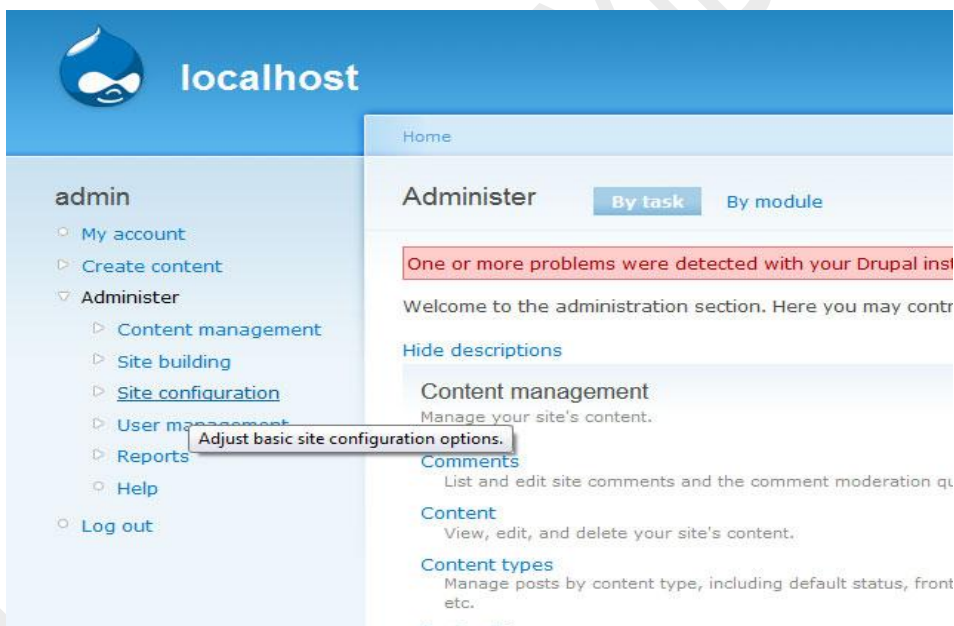 localhost
Home
admin
My account
Create content
Administer
Content management
Site building
Site configuration
User management
Adjust basic site configuration options.
Reports
Help
Log out
Administer By task By module
One or more problems were detected with your Drupal inst
Welcome to the administration section. Here you may contr
Hide descriptions
Content management
Manage your site's content.
Comments
List and edit site comments and the comment moderation qu
Content
View, edit, and delete your site's content.
Content types
Manage posts by content type, including default status, front
etc.